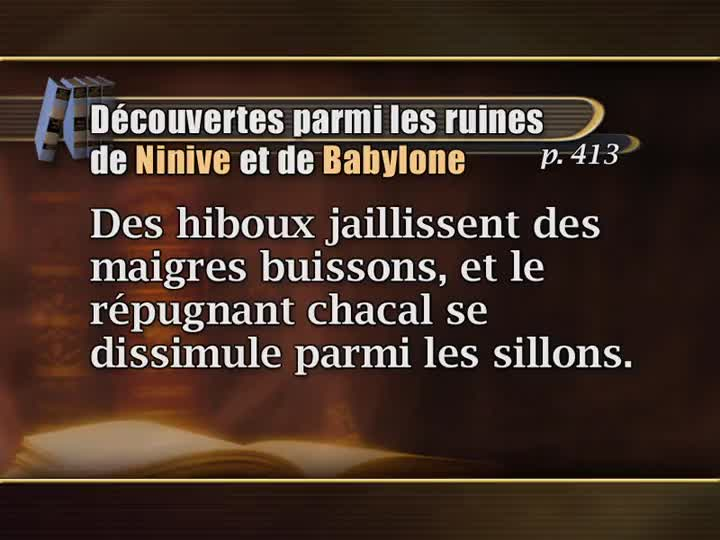 Découvertes parmi les ruines
de Ninive et de Babylone
p. 413
Des hiboux jaillissent des
maigres buissons, et le
répugnant chacal se
dissimule parmi les sillons.